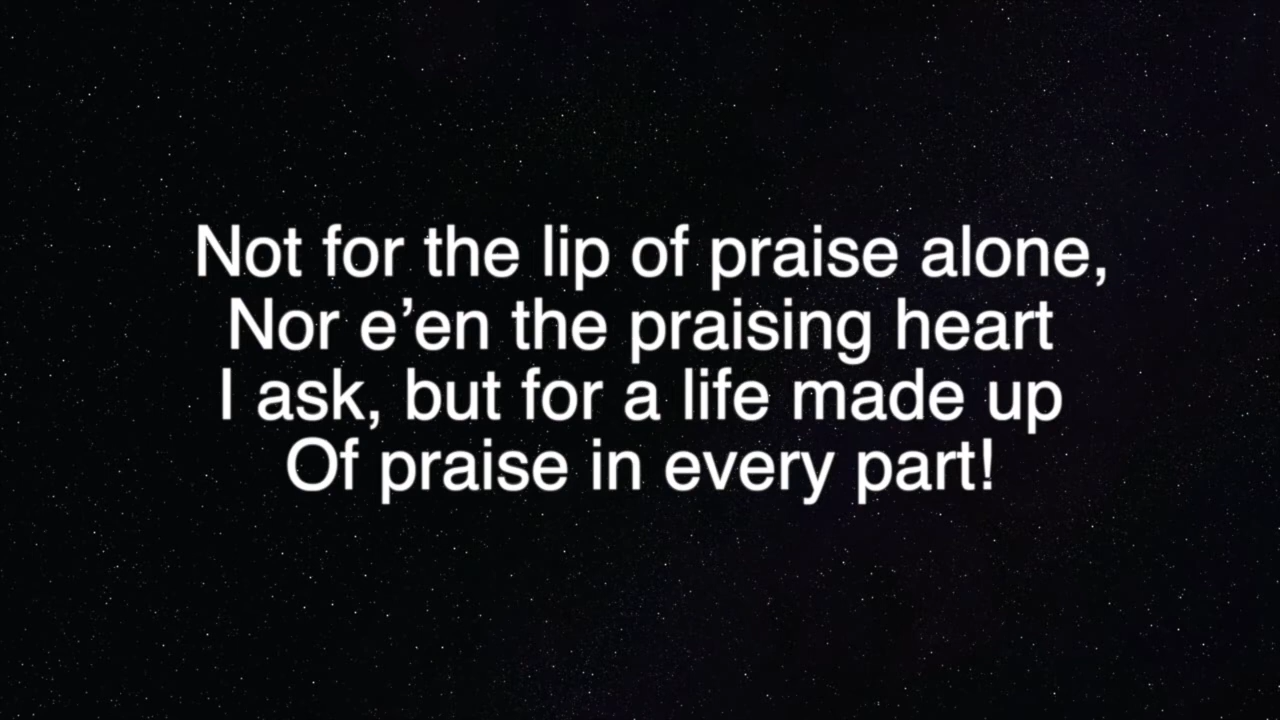 Not for the lip of praise alone,
Nor e’en the praising heart
I ask, but for a life made up
Of praise in every part!